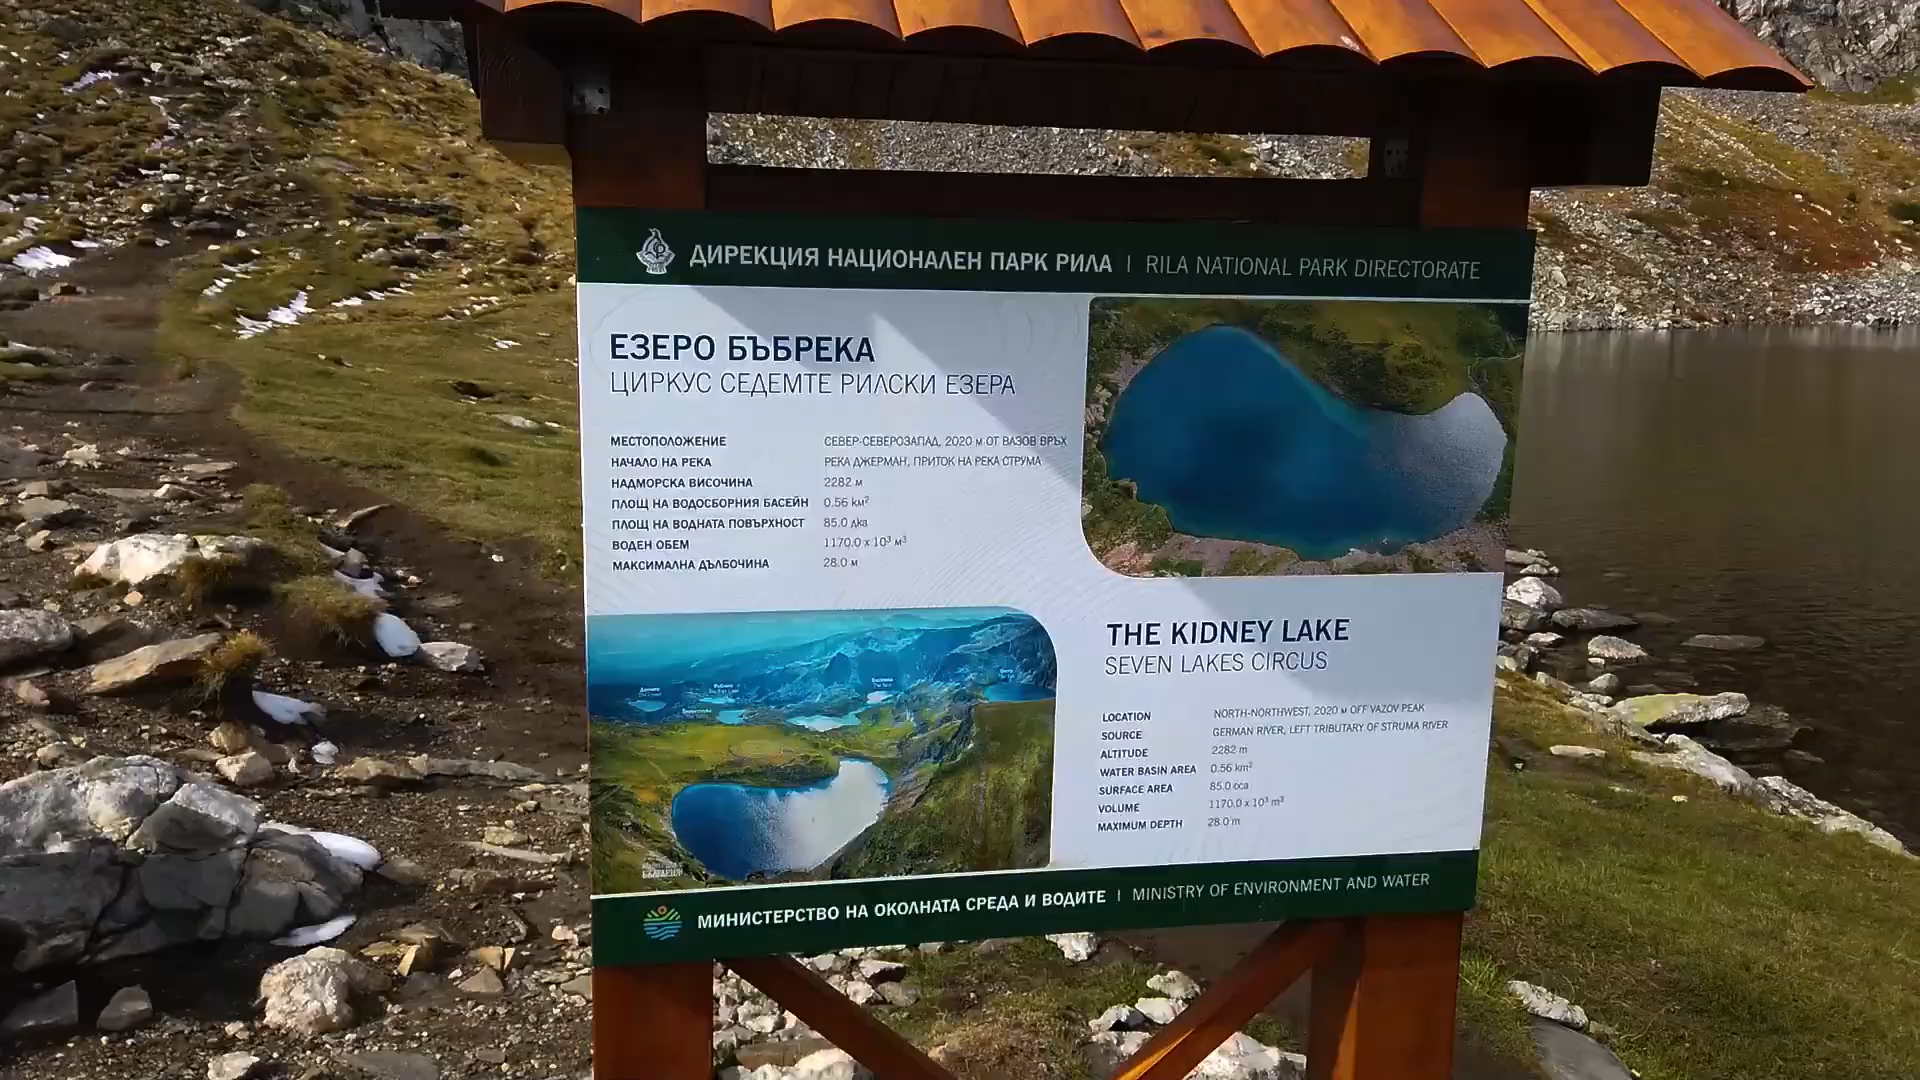 ДИРЕКЦИЯ НАЦИОНАЛЕН ПАРК РИЛА | RILA NATIONAL PARK DIRECTORATE
ЕЗЕРО БЪБРЕКА
ЦИРКУС СЕДЕМТЕ РИЛСКИ ЕЗЕРА
МЕСТОПОЛОЖЕНИЕ СЕВЕР-СЕВЕРОЗАПАД, 2020 м ОТ ВАЗОВ ВРЪХ
НАЧАЛО НА РЕКА РЕКА ДЖЕРМАН, ПРИТОК НА РЕКА СТРУМА
НАДМОРСКА ВИСОЧИНА 2282 м
ПЛОЩ НА ВОДОСБОРНИЯ БАСЕЙН 0.56 км²
ПЛОЩ НА ВОДНАТА ПОВЪРХНОСТ 85.0 дка
ВОДЕН ОБЕМ 1170.0 x 10³ м³
МАКСИМАЛНА ДЪЛБОЧИНА 28.0 м
THE KIDNEY LAKE
SEVEN LAKES CIRCUS
LOCATION NORTH-NORTHWEST, 2020 м OFF VAZOV PEAK
SOURCE GERMAN RIVER, LEFT TRIBUTARY OF STRUMA RIVER
ALTITUDE 2282 m
WATER BASIN AREA 0.56 km²
SURFACE AREA 85.0 oca
VOLUME 1170.0 x 10³ m³
MAXIMUM DEPTH 28.0 m
МИНИСТЕРСТВО НА ОКОЛНАТА СРЕДА И ВОДИТЕ | MINISTRY OF ENVIRONMENT AND WATER